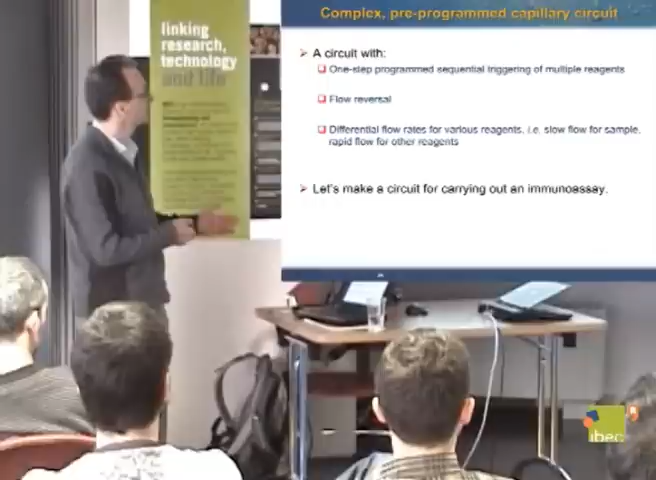 linking
research,
technology
and life
Complex, pre-programmed capillary circuit
A circuit with:
One-step programmed sequential triggering of multiple reagents
Flow reversal
Differential flow rates for various reagents, i.e. slow flow for sample,
rapid flow for other reagents
Let's make a circuit for carrying out an immunoassay.
ibec